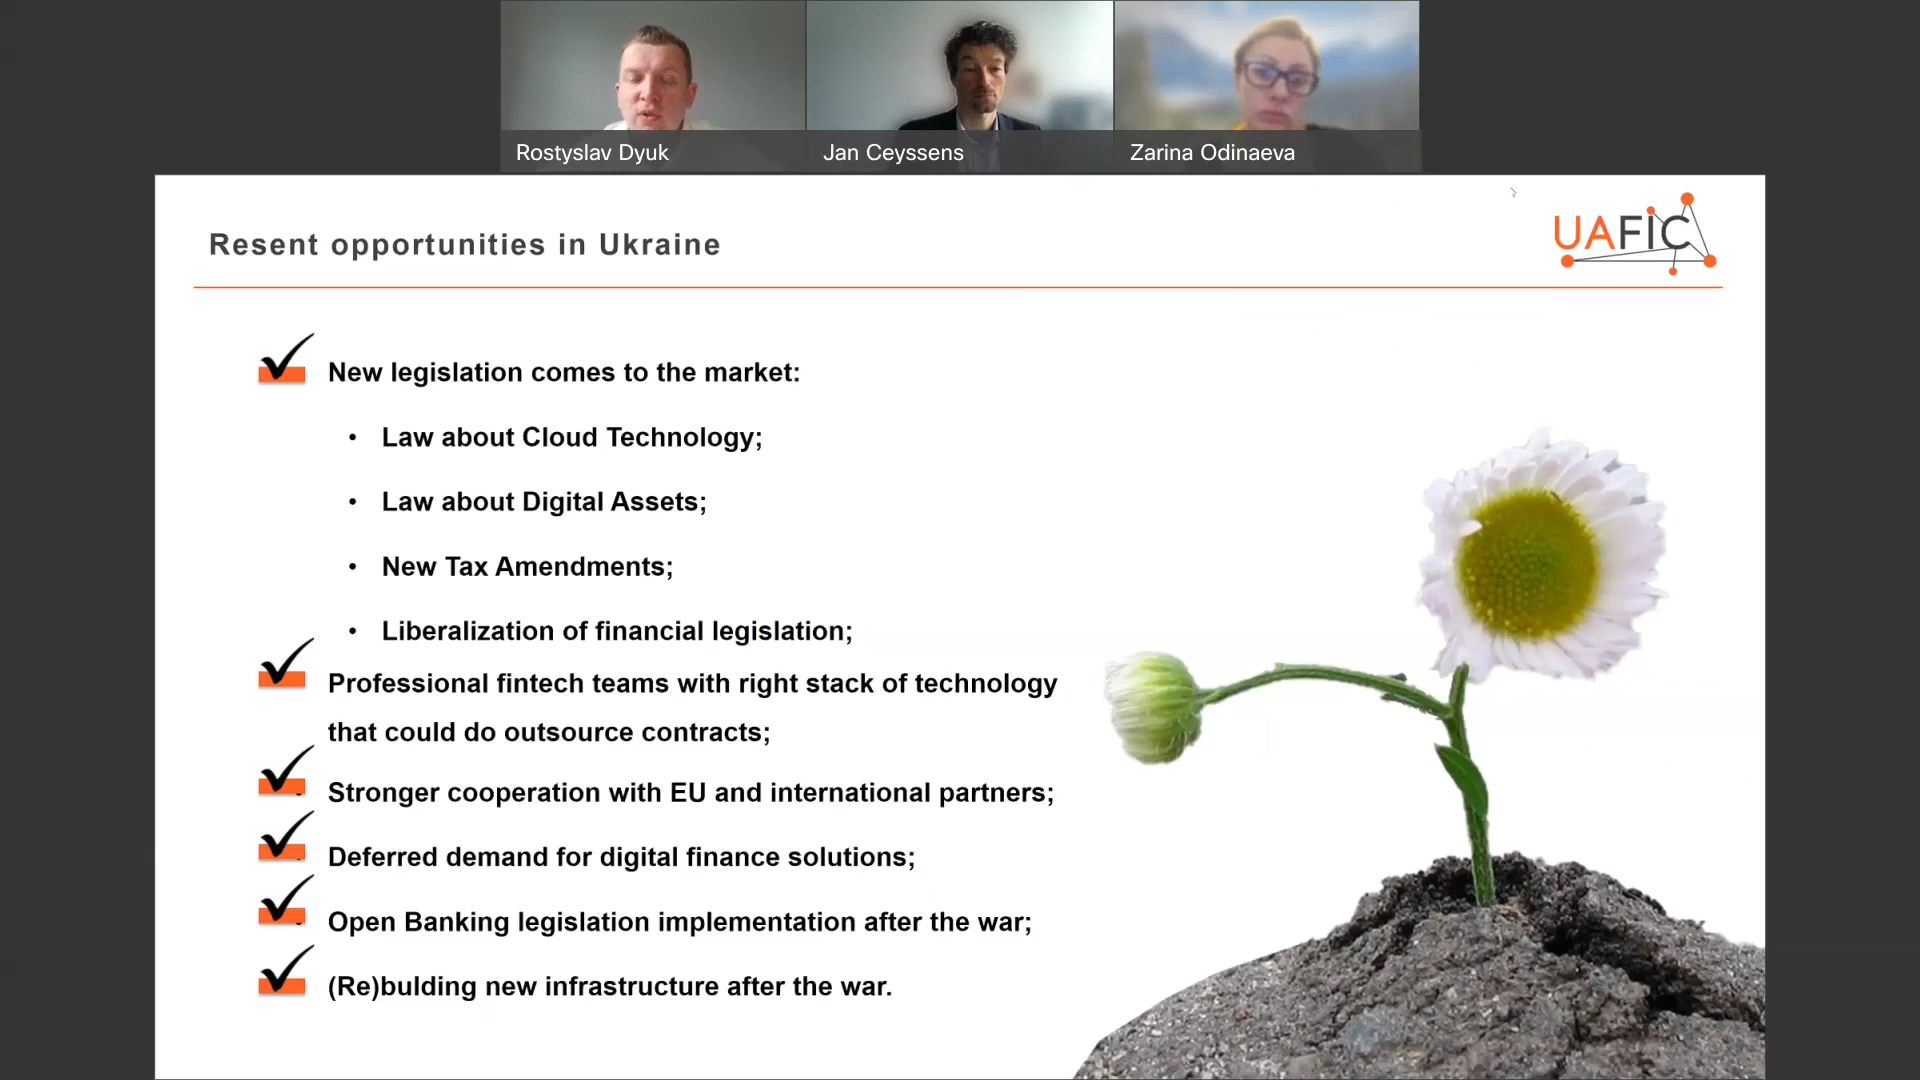 Rostyslav Dyuk
Jan Ceyssens
Zarina Odinaeva
Resent opportunities in Ukraine
UAFIC
New legislation comes to the market:
• Law about Cloud Technology;
• Law about Digital Assets;
• New Tax Amendments;
• Liberalization of financial legislation;
Professional fintech teams with right stack of technology
that could do outsource contracts;
Stronger cooperation with EU and international partners;
Deferred demand for digital finance solutions;
Open Banking legislation implementation after the war;
(Re)bulding new infrastructure after the war.